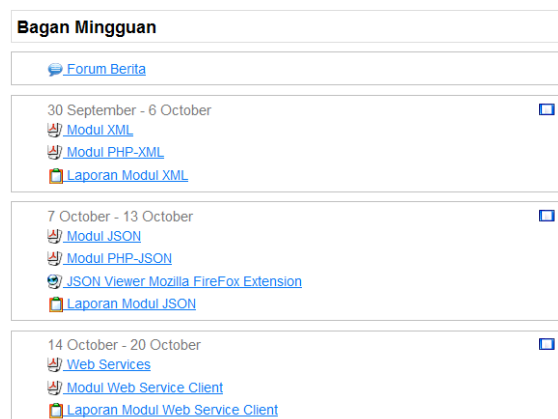 Bagan Mingguan
Forum Berita
30 September - 6 October
Modul XML
Modul PHP-XML
Laporan Modul XML
7 October - 13 October
Modul JSON
Modul PHP-JSON
JSON Viewer Mozilla FireFox Extension
Laporan Modul JSON
14 October - 20 October
Web Services
Modul Web Service Client
Laporan Modul Web Service Client